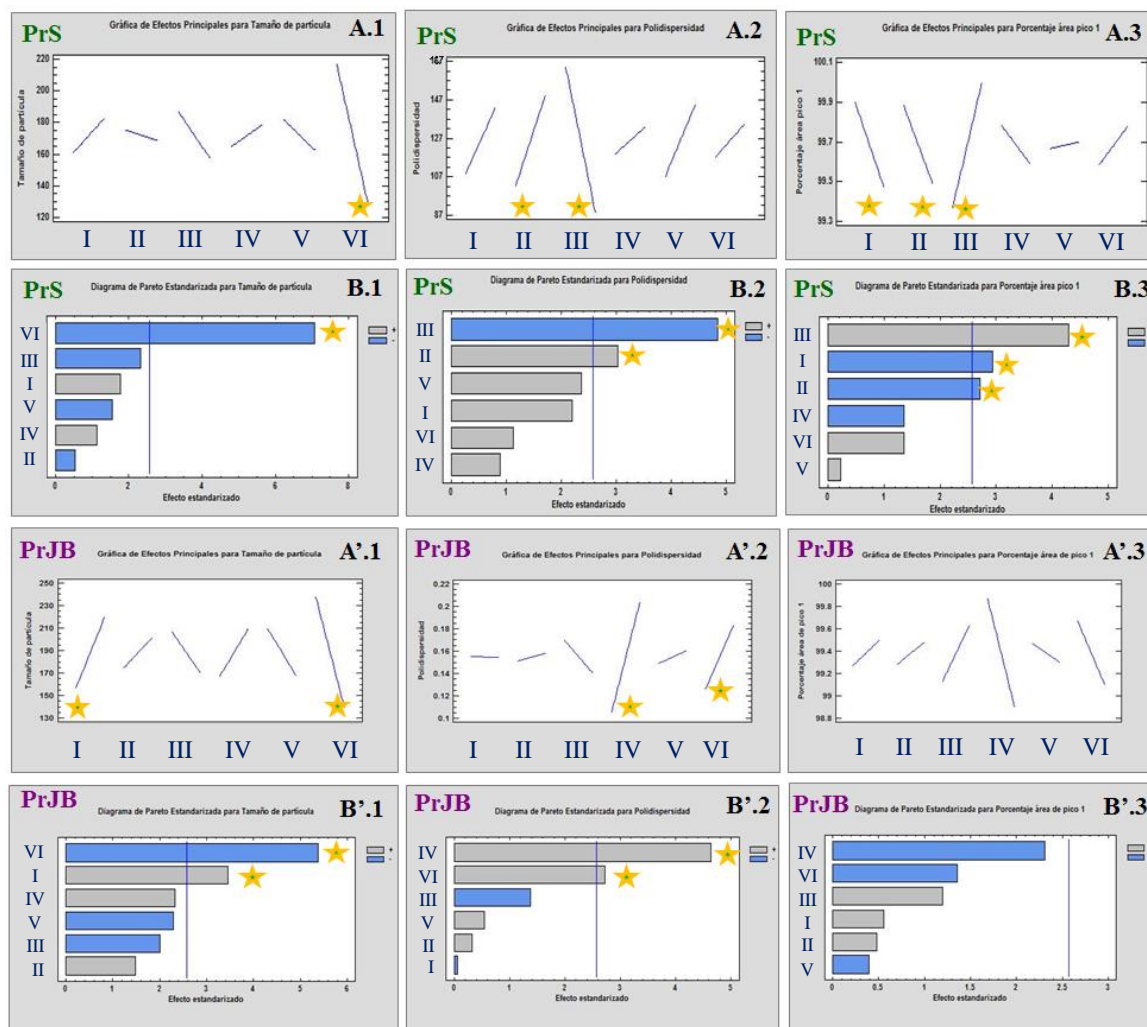 PrS Gráfica de Efectos Principales para Tamaño de partícula A.1
Tamaño de partícula
220
200
180
160
140
120
I II III IV V VI
PrS Gráfica de Efectos Principales para Polidispersidad A.2
Polidispersidad
167
147
127
107
87
I II III IV V VI
PrS Gráfica de Efectos Principales para Porcentaje área pico 1 A.3
Porcentaje área pico 1
100.1
99.9
99.7
99.5
99.3
I II III IV V VI
PrS Diagrama de Pareto Estandarizada para Tamaño de partícula B.1
VI
III
I
V
IV
II
+
-
0 2 4 6 8
Efecto estandarizado
PrS Diagrama de Pareto Estandarizada para Polidispersidad B.2
III
II
V
I
VI
IV
+
-
0 1 2 3 4 5
Efecto estandarizado
PrS Diagrama de Pareto Estandarizada para Porcentaje área pico 1 B.3
III
I
II
IV
VI
V
0 1 2 3 4 5
Efecto estandarizado
PrJB Gráfica de Efectos Principales para Tamaño de partícula A'.1
Tamaño de partícula
250
230
210
190
170
150
130
I II III IV V VI
PrJB Gráfica de Efectos Principales para Polidispersidad A'.2
Polidispersidad
0.22
0.2
0.18
0.16
0.14
0.12
0.1
I II III IV V VI
PrJB Gráfica de Efectos Principales para Porcentaje área de pico 1 A'.3
Porcentaje área de pico 1
100
99.8
99.6
99.4
99.2
99
98.8
I II III IV V VI
PrJB Diagrama de Pareto Estandarizada para Tamaño de partícula B'.1
VI
I
IV
V
III
II
+
-
0 1 2 3 4 5 6
Efecto estandarizado
PrJB Diagrama de Pareto Estandarizada para Polidispersidad B'.2
IV
VI
III
V
II
I
+
-
0 1 2 3 4 5
Efecto estandarizado
PrJB Diagrama de Pareto Estandarizada para Porcentaje área de pico 1 B'.3
IV
VI
III
I
II
V
0 0.5 1 1.5 2 2.5 3
Efecto estandarizado